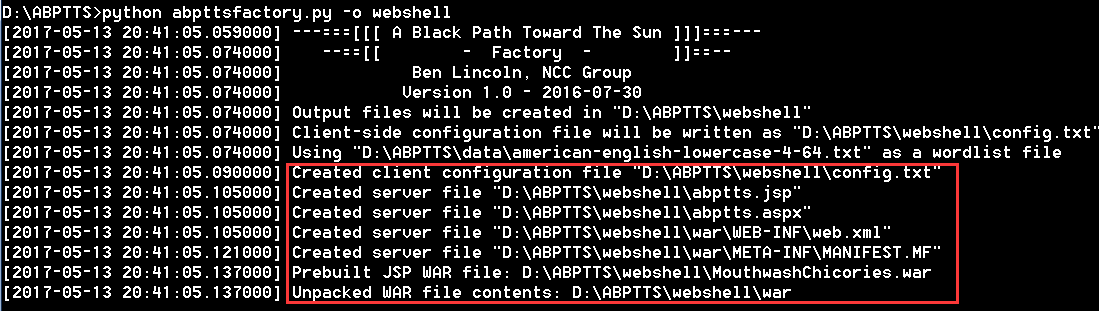 D:\ABPTTS>python abpttsfactory.py -o webshell
[2017-05-13 20:41:05.059000] ---===[[[ A Black Path Toward The Sun ]]]===---
[2017-05-13 20:41:05.074000]    --==[[        -  Factory  -        ]]==--
[2017-05-13 20:41:05.074000]            Ben Lincoln, NCC Group
[2017-05-13 20:41:05.074000]           Version 1.0 - 2016-07-30
[2017-05-13 20:41:05.074000] Output files will be created in "D:\ABPTTS\webshell"
[2017-05-13 20:41:05.074000] Client-side configuration file will be written as "D:\ABPTTS\webshell\config.txt"
[2017-05-13 20:41:05.074000] Using "D:\ABPTTS\data\american-english-lowercase-4-64.txt" as a wordlist file
[2017-05-13 20:41:05.090000] Created client configuration file "D:\ABPTTS\webshell\config.txt"
[2017-05-13 20:41:05.105000] Created server file "D:\ABPTTS\webshell\abptts.jsp"
[2017-05-13 20:41:05.105000] Created server file "D:\ABPTTS\webshell\abptts.aspx"
[2017-05-13 20:41:05.105000] Created server file "D:\ABPTTS\webshell\war\WEB-INF\web.xml"
[2017-05-13 20:41:05.121000] Created server file "D:\ABPTTS\webshell\war\META-INF\MANIFEST.MF"
[2017-05-13 20:41:05.137000] Prebuilt JSP WAR file: D:\ABPTTS\webshell\MouthwashChicories.war
[2017-05-13 20:41:05.137000] Unpacked WAR file contents: D:\ABPTTS\webshell\war